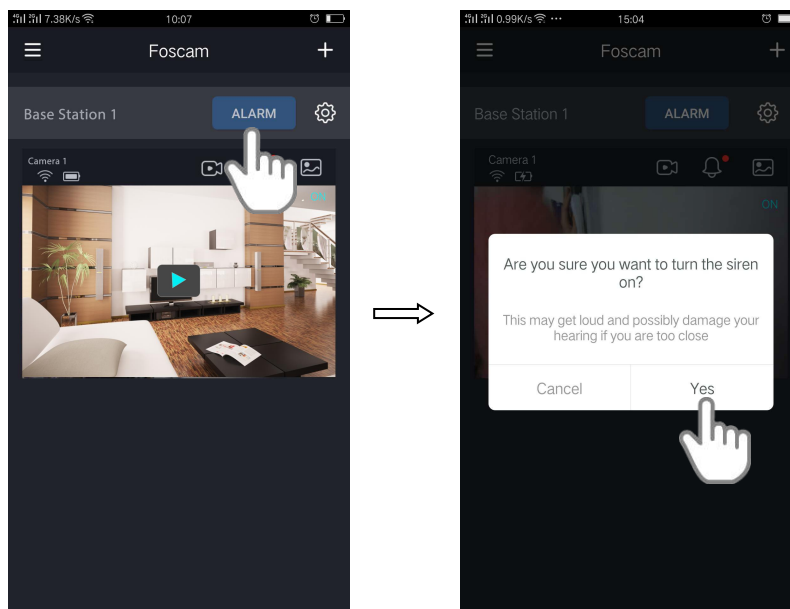 7.38K/s
10:07
Foscam
Base Station 1
ALARM
Camera 1
ON
0.99K/s ...
15:04
Foscam
Base Station 1
ALARM
Camera 1
ON
Are you sure you want to turn the siren
on?
This may get loud and possibly damage your
hearing if you are too close
Cancel
Yes